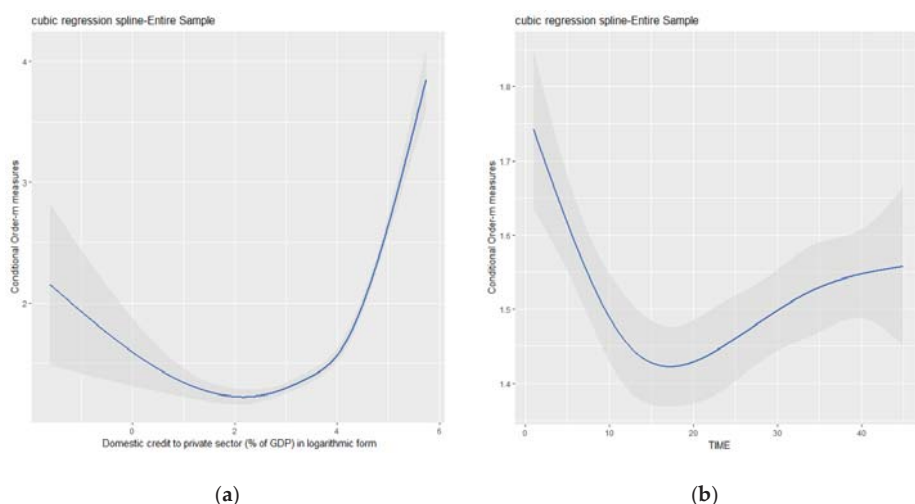 cubic regression spline-Entire Sample
4
3
2
Conditional Order-m measures
0
2
4
6
Domestic credit to private sector (% of GDP) in logarithmic form
(a)
cubic regression spline-Entire Sample
1.8
1.7
1.6
1.5
1.4
Conditional Order-m measures
0
10
20
30
40
TIME
(b)